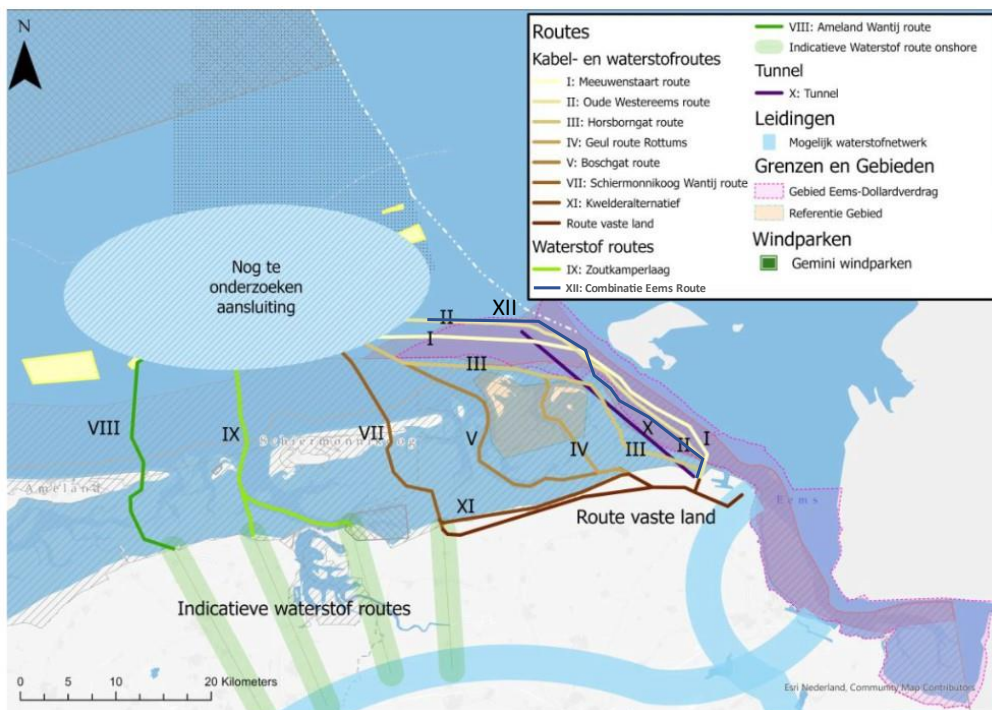 N
Routes
Kabel- en waterstofroutes
I: Meeuwenstaart route
II: Oude Westereems route
III: Horsborngat route
IV: Geul route Rottums
V: Boschgat route
VII: Schiermonnikoog Wantij route
XI: Kwelderalternatief
Route vaste land
Waterstof routes
IX: Zoutkamperlaag
XII: Combinatie Eems Route
VIII: Ameland Wantij route
Indicatieve Waterstof route onshore
Tunnel
X: Tunnel
Leidingen
Mogelijk waterstofnetwerk
Grenzen en Gebieden
Gebied Eems-Dollardverdrag
Referentie Gebied
Windparken
Gemini windparken
Nog te
onderzoeken
aansluiting
XII
II
I
III
VIII
IX
Schiermonnikoog
VII
V
IV
III
X
II
I
Ameland
XI
Route vaste land
Eems
Indicatieve waterstof routes
0 5 10 20 Kilometers
Esri Nederland, Community Map Contributors